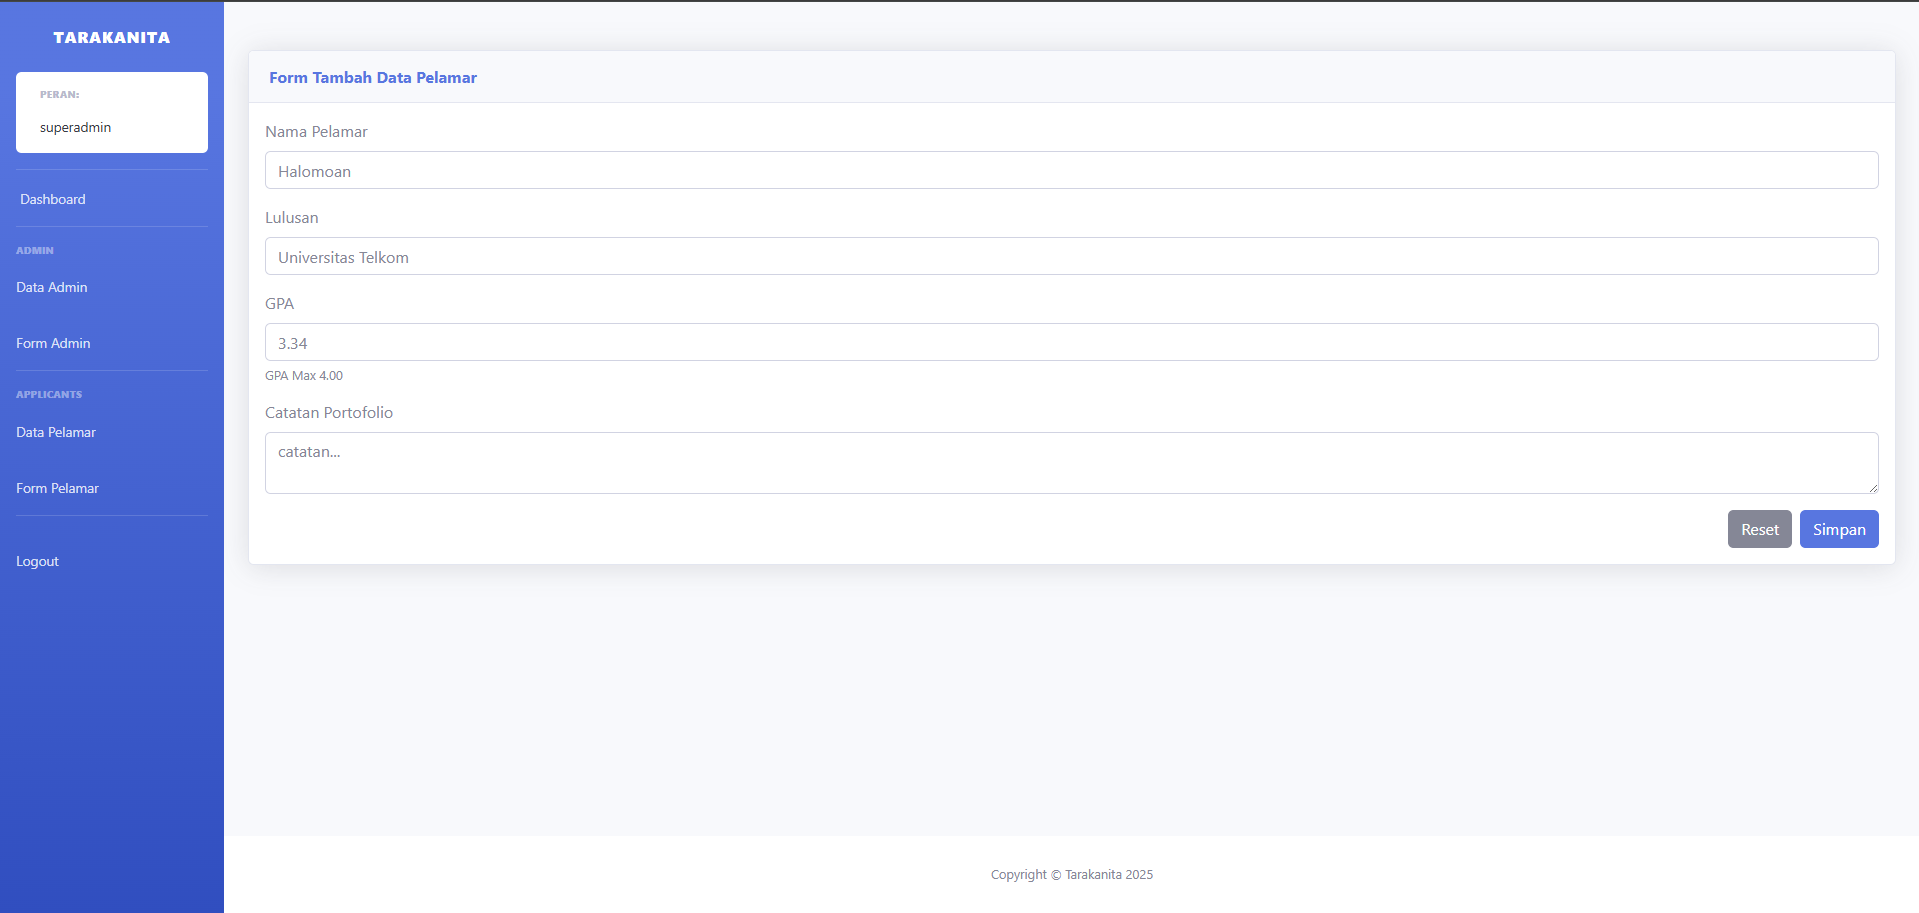 TARAKANITA
PERAN:
superadmin
Dashboard
ADMIN
Data Admin
Form Admin
APPLICANTS
Data Pelamar
Form Pelamar
Logout
Form Tambah Data Pelamar
Nama Pelamar
Halomoan
Lulusan
Universitas Telkom
GPA
3.34
GPA Max 4.00
Catatan Portofolio
catatan...
Reset Simpan
Copyright © Tarakanita 2025